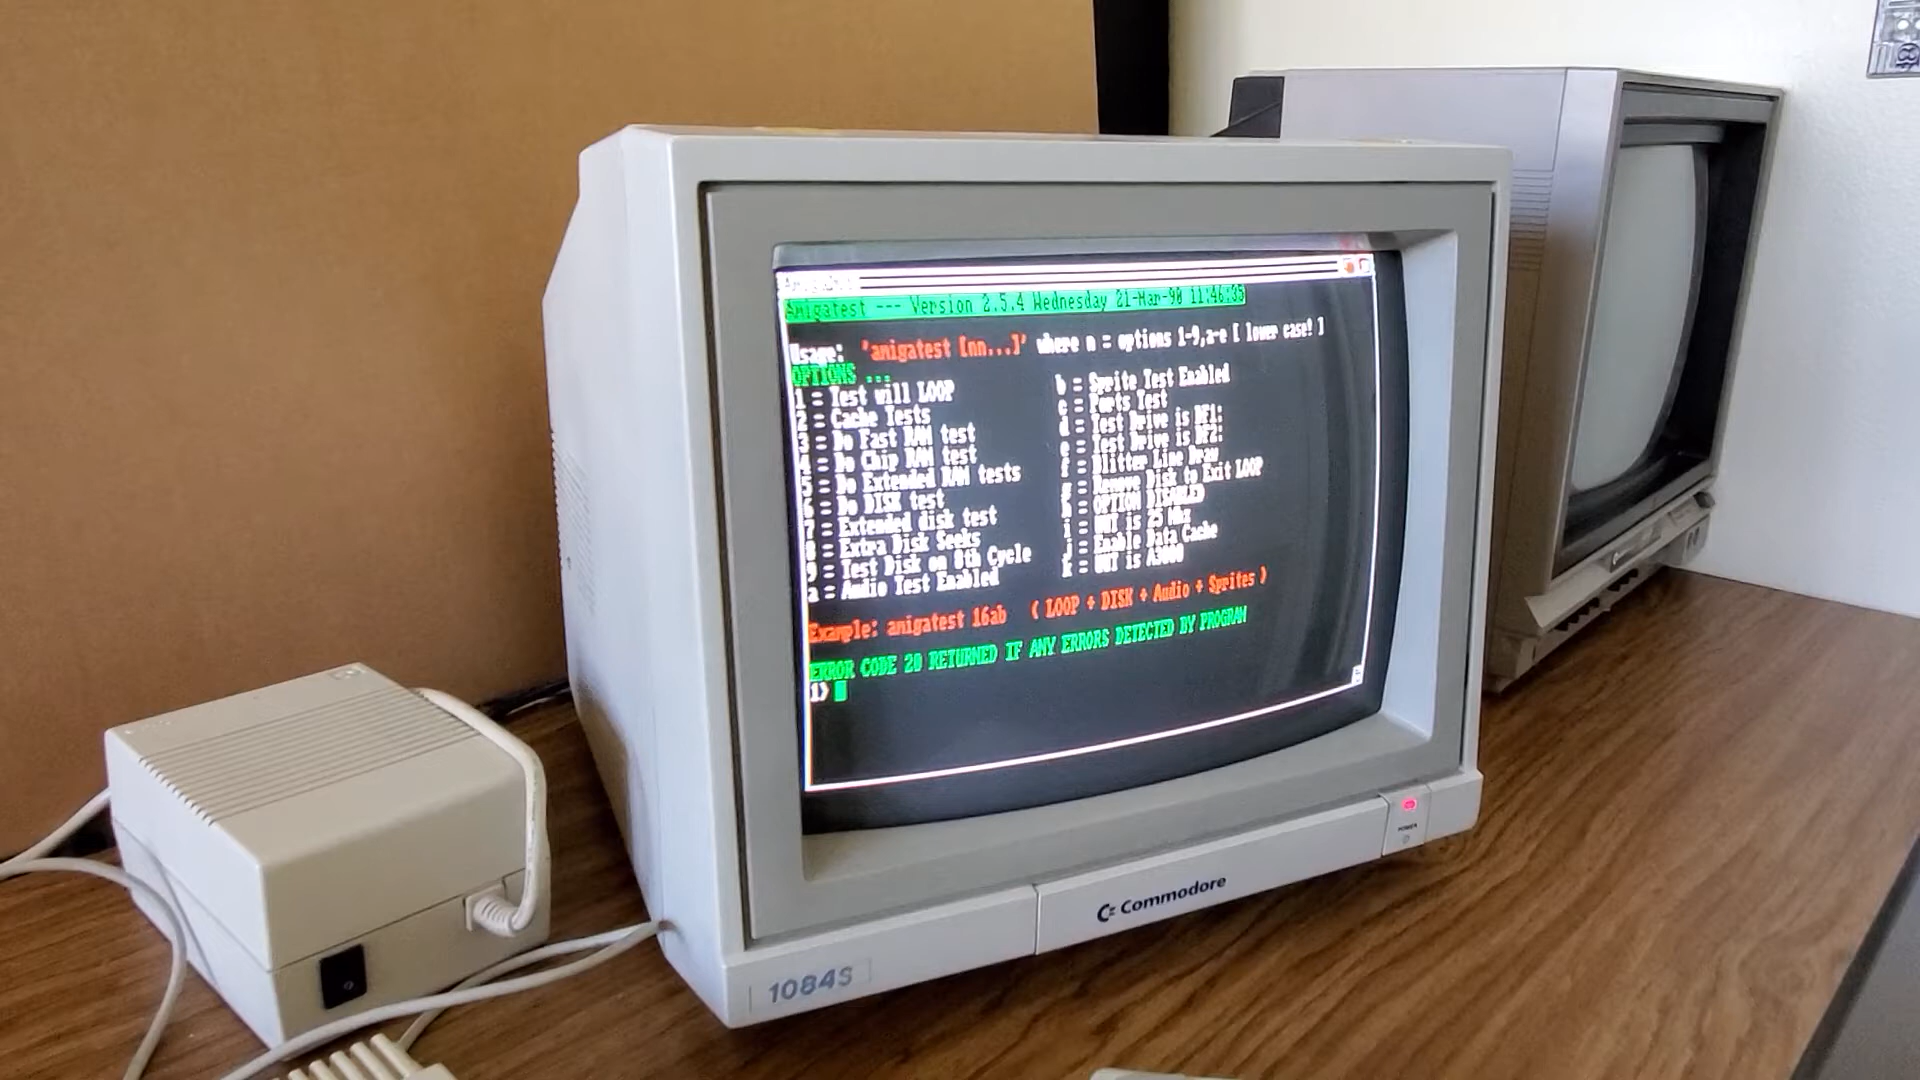 Amigatest --- Version 2.5.4 Wednesday 21-Mar-90 11:46:35
Usage: 'amigatest [nn...]' where n = options 1-9,a-e [ lower case! ]
OPTIONS ...
1 = Test will LOOP
2 = Cache Tests
3 = Do Fast RAM test
4 = Do Chip RAM test
5 = Do Extended RAM tests
6 = Do DISK test
7 = Extended disk test
8 = Extra Disk Seeks
9 = Test Disk on 8th Cycle
a = Audio Test Enabled
b = Sprite Test Enabled
c = Ports Test
d = Test Drive is DF1:
e = Test Drive is DF2:
f = Blitter Line Draw
g = Remove Disk to Exit LOOP
h = OPTION DISABLED
i = UUT is 25 Mhz
j = Enable Data Cache
k = UUT is A3000
Example: amigatest 16ab ( LOOP + DISK + Audio + Sprites )
ERROR CODE 20 RETURNED IF ANY ERRORS DETECTED BY PROGRAM
1>
POWER
Commodore
1084S